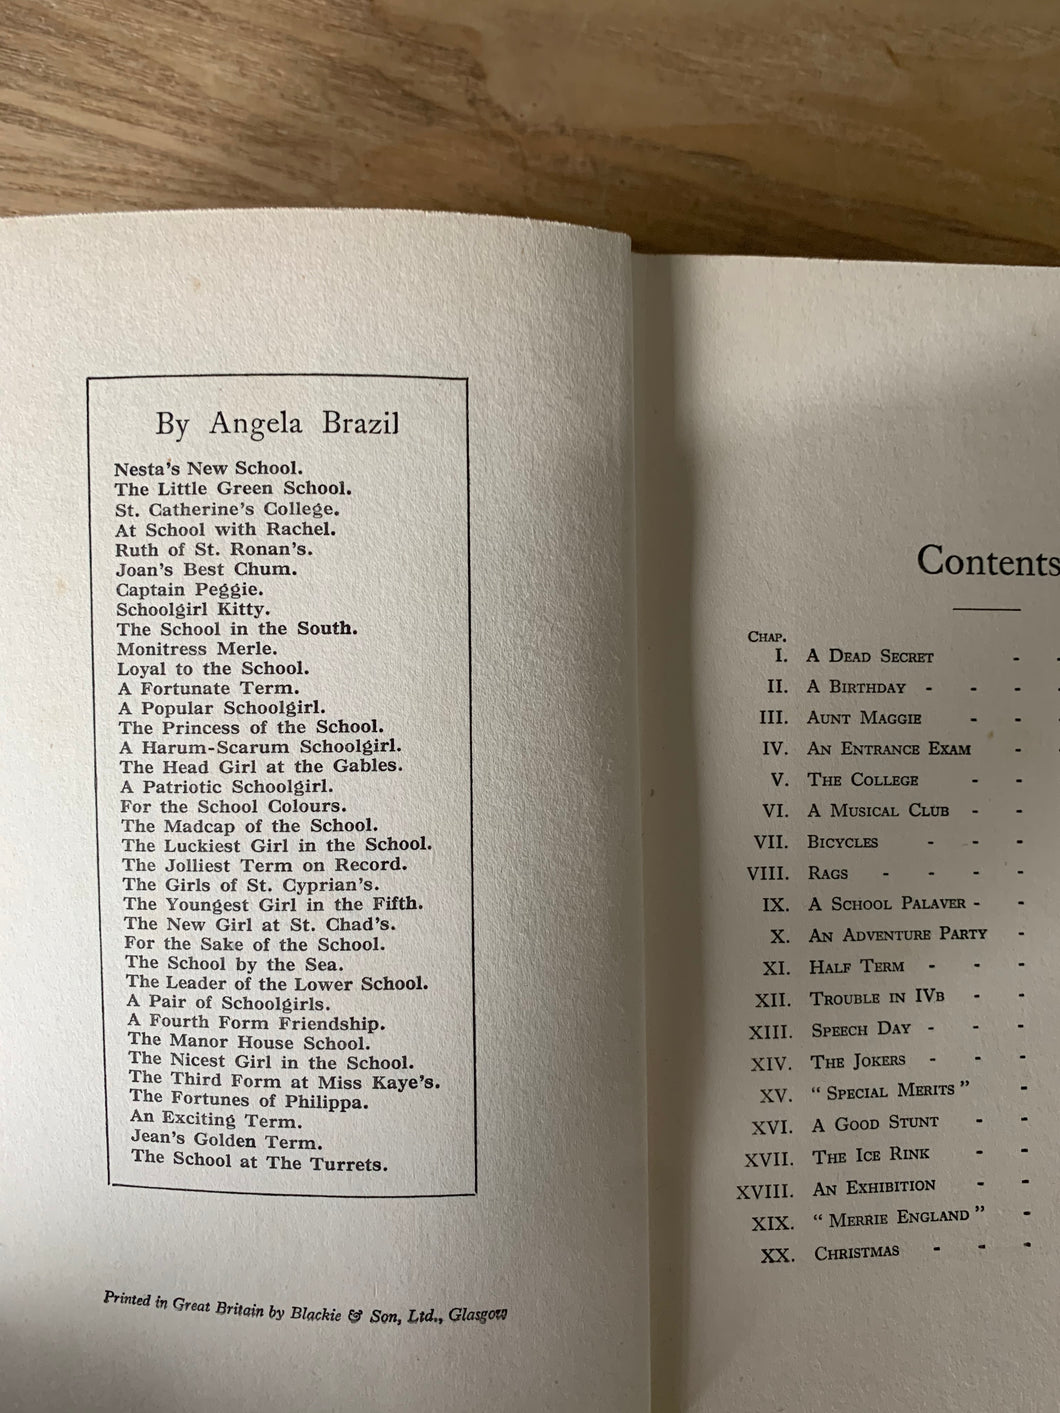 By Angela Brazil
Nesta's New School.
The Little Green School.
St. Catherine's College.
At School with Rachel.
Ruth of St. Ronan's.
Joan's Best Chum.
Captain Peggie.
Schoolgirl Kitty.
The School in the South.
Monitress Merle.
Loyal to the School.
A Fortunate Term.
A Popular Schoolgirl.
The Princess of the School.
A Harum-Scarum Schoolgirl.
The Head Girl at the Gables.
A Patriotic Schoolgirl.
For the School Colours.
The Madcap of the School.
The Luckiest Girl in the School.
The Jolliest Term on Record.
The Girls of St. Cyprian's.
The Youngest Girl in the Fifth.
The New Girl at St. Chad's.
For the Sake of the School.
The School by the Sea.
The Leader of the Lower School.
A Pair of Schoolgirls.
A Fourth Form Friendship.
The Manor House School.
The Nicest Girl in the School.
The Third Form at Miss Kaye's.
The Fortunes of Philippa.
An Exciting Term.
Jean's Golden Term.
The School at The Turrets.
Printed in Great Britain by Blackie & Son, Ltd., Glasgow
Contents
Chap.
I. A Dead Secret -
II. A Birthday - - -
III. Aunt Maggie - -
IV. An Entrance Exam -
V. The College - -
VI. A Musical Club - -
VII. Bicycles - - -
VIII. Rags - - - -
IX. A School Palaver - -
X. An Adventure Party -
XI. Half Term - - -
XII. Trouble in IVb - -
XIII. Speech Day - - -
XIV. The Jokers - - -
XV. "Special Merits" -
XVI. A Good Stunt - -
XVII. The Ice Rink - -
XVIII. An Exhibition - -
XIX. "Merrie England" -
XX. Christmas - - -